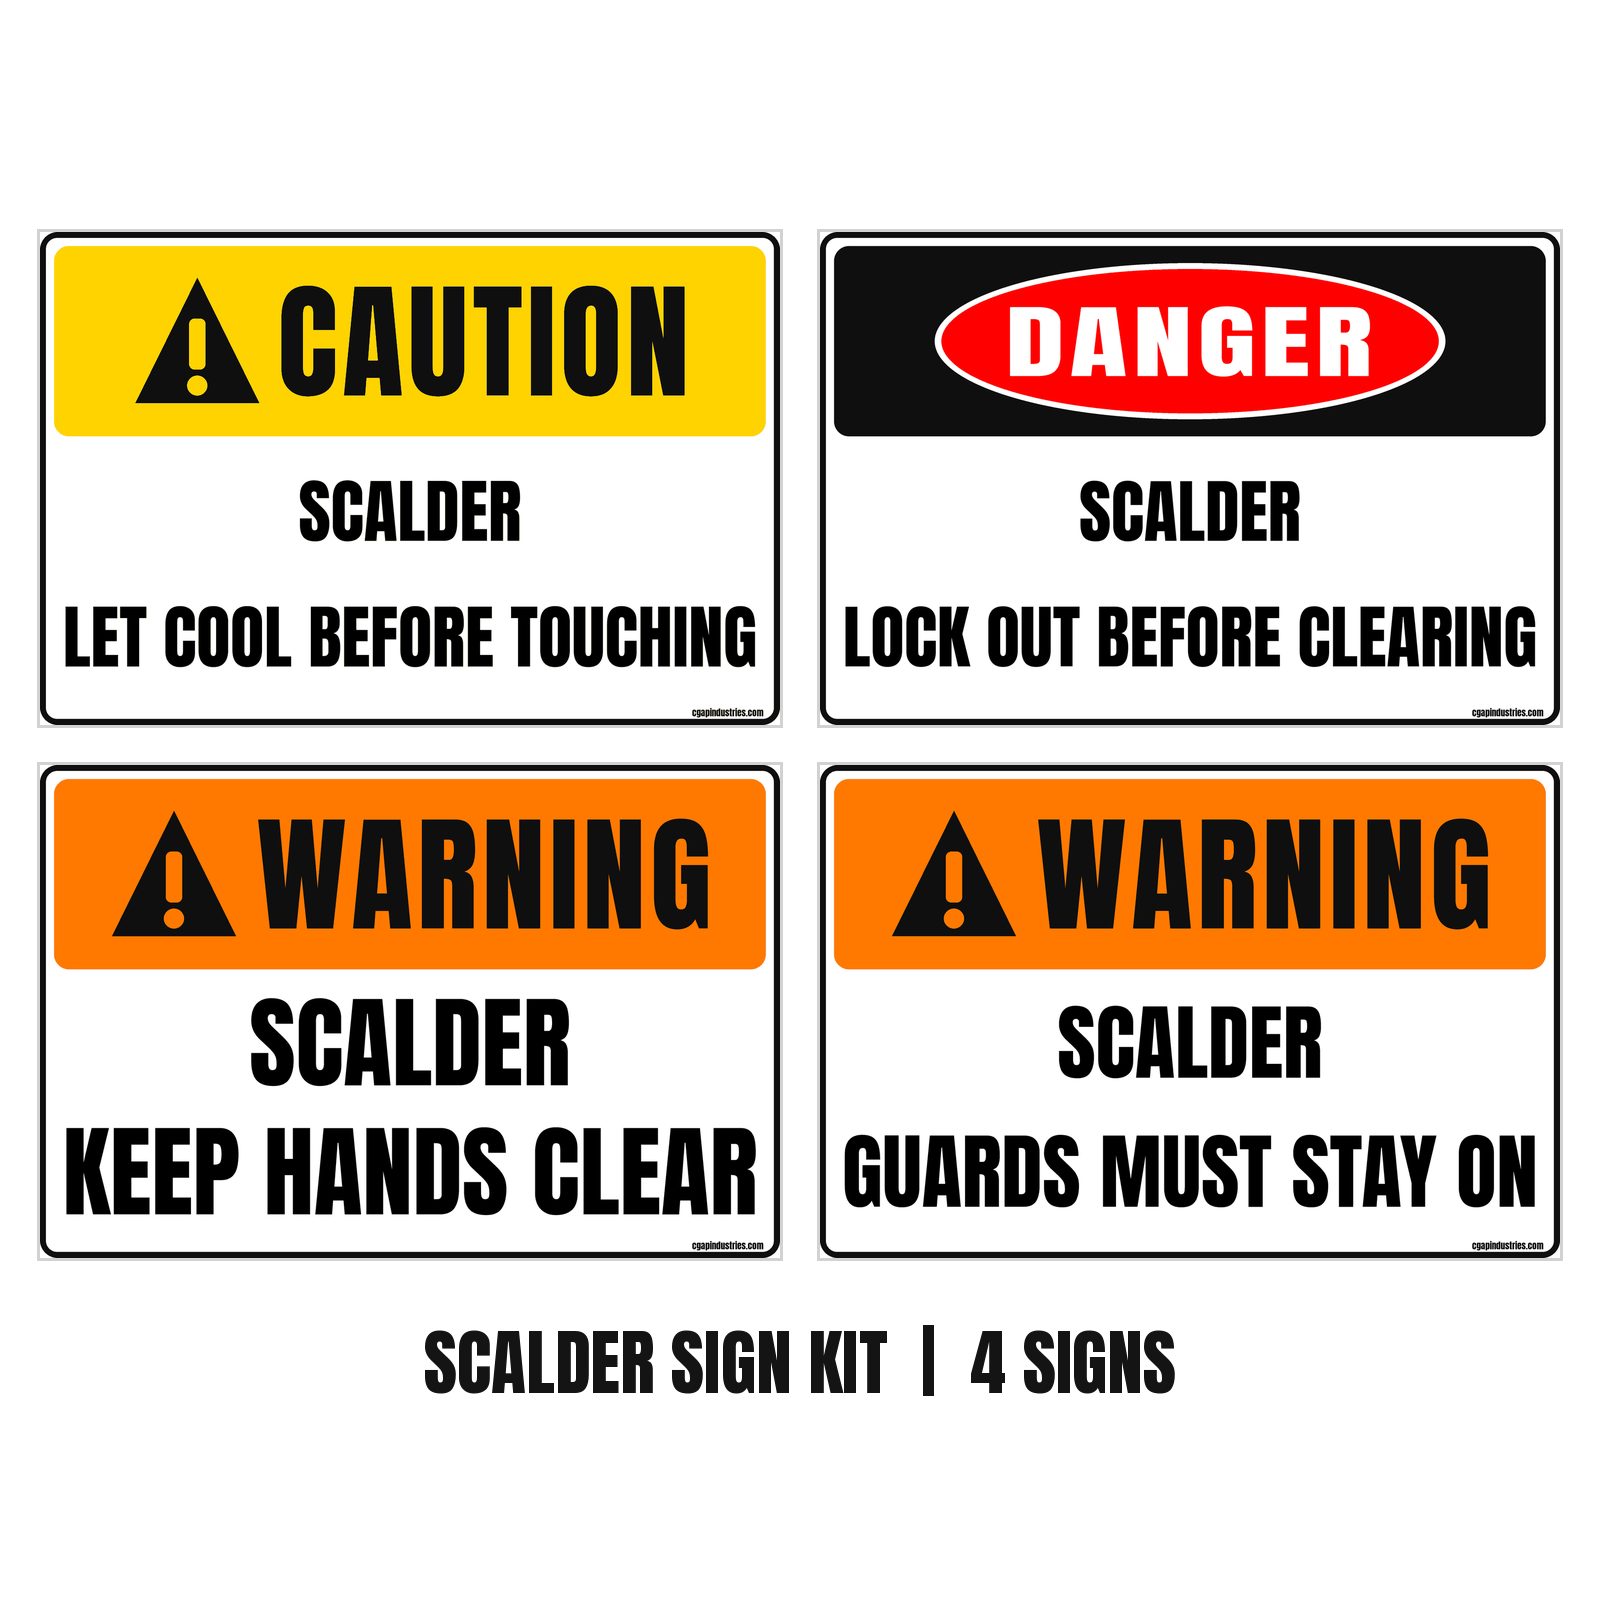 CAUTION
SCALDER
LET COOL BEFORE TOUCHING
cgapindustries.com
DANGER
SCALDER
LOCK OUT BEFORE CLEARING
cgapindustries.com
WARNING
SCALDER
KEEP HANDS CLEAR
cgapindustries.com
WARNING
SCALDER
GUARDS MUST STAY ON
cgapindustries.com
SCALDER SIGN KIT | 4 SIGNS